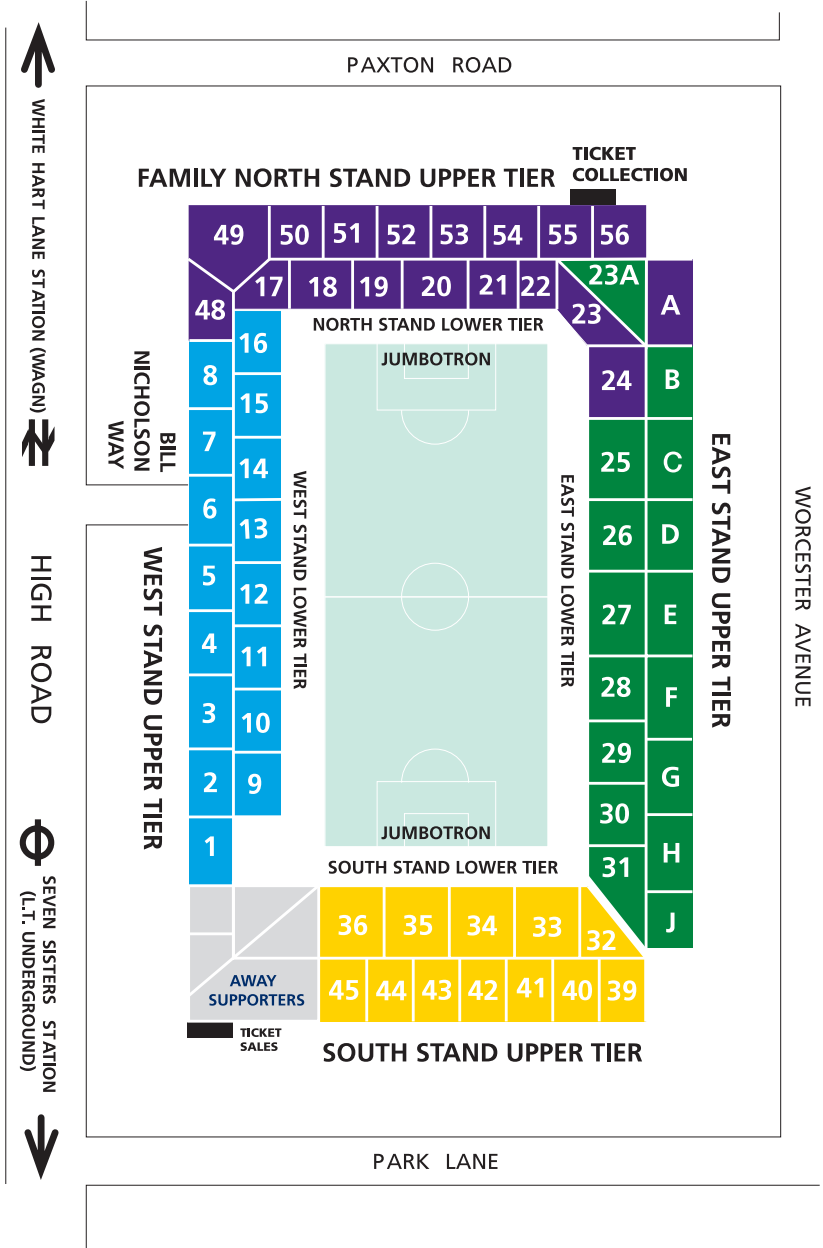 PAXTON ROAD
WHITE HART LANE STATION (WAGN)
TICKET
COLLECTION
FAMILY NORTH STAND UPPER TIER
49 50 51 52 53 54 55 56
48 17 18 19 20 21 22 23 23A A
NORTH STAND LOWER TIER
JUMBOTRON
BILL
NICHOLSON
WAY
8 16
7 15
6 14
5 13
4 12
3 11
2 10
1 9
WEST STAND UPPER TIER
WEST STAND LOWER TIER
EAST STAND LOWER TIER
24 B
25 C
26 D
27 E
28 F
29 G
30 H
31 J
EAST STAND UPPER TIER
WORCESTER AVENUE
HIGH ROAD
JUMBOTRON
SOUTH STAND LOWER TIER
36 35 34 33 32
45 44 43 42 41 40 39
AWAY
SUPPORTERS
TICKET
SALES
SOUTH STAND UPPER TIER
SEVEN SISTERS STATION
(L.T. UNDERGROUND)
PARK LANE